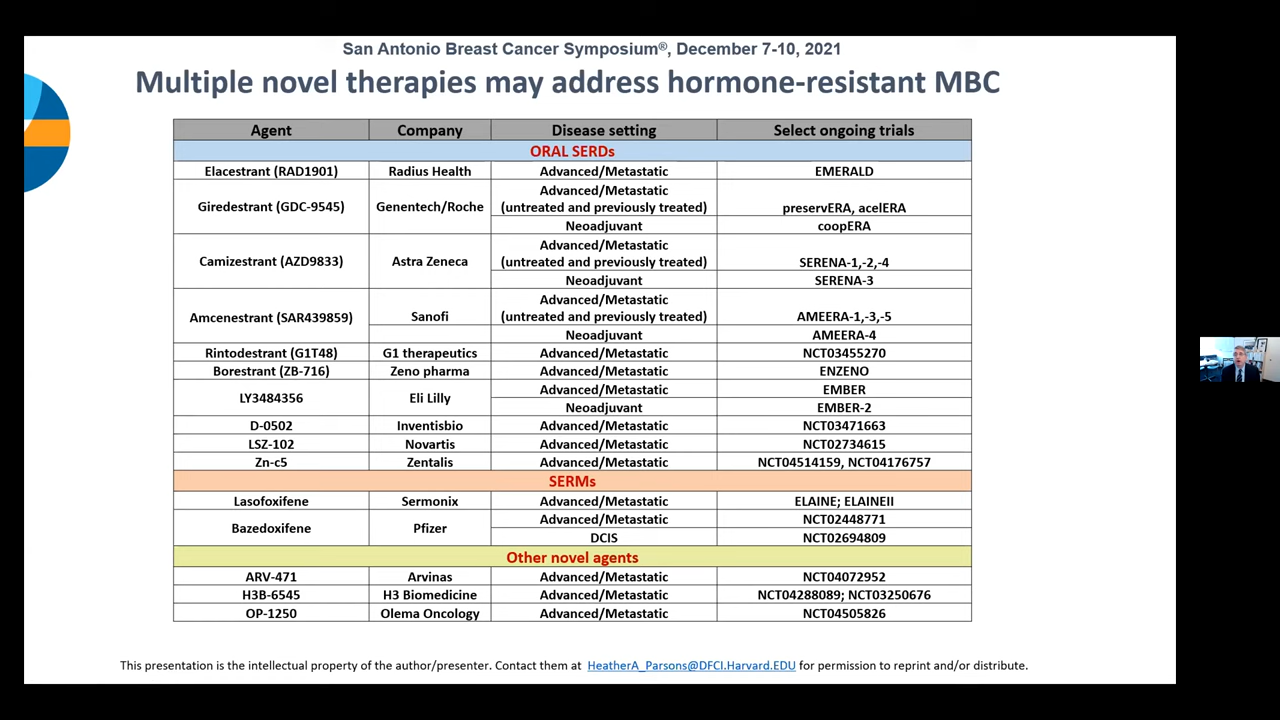 San Antonio Breast Cancer Symposium®, December 7-10, 2021
Multiple novel therapies may address hormone-resistant MBC
Agent Company Disease setting Select ongoing trials
ORAL SERDs
Elacestrant (RAD1901) Radius Health Advanced/Metastatic EMERALD
Giredestrant (GDC-9545) Genentech/Roche Advanced/Metastatic
(untreated and previously treated) preservERA, acelERA
Neoadjuvant coopERA
Camizestrant (AZD9833) Astra Zeneca Advanced/Metastatic
(untreated and previously treated) SERENA-1,-2,-4
Neoadjuvant SERENA-3
Amcenestrant (SAR439859) Sanofi Advanced/Metastatic
(untreated and previously treated) AMEERA-1,-3,-5
Neoadjuvant AMEERA-4
Rintodestrant (G1T48) G1 therapeutics Advanced/Metastatic NCT03455270
Borestrant (ZB-716) Zeno pharma Advanced/Metastatic ENZENO
LY3484356 Eli Lilly Advanced/Metastatic EMBER
Neoadjuvant EMBER-2
D-0502 Inventisbio Advanced/Metastatic NCT03471663
LSZ-102 Novartis Advanced/Metastatic NCT02734615
Zn-c5 Zentalis Advanced/Metastatic NCT04514159, NCT04176757
SERMs
Lasofoxifene Sermonix Advanced/Metastatic ELAINE; ELAINEII
Bazedoxifene Pfizer Advanced/Metastatic NCT02448771
DCIS NCT02694809
Other novel agents
ARV-471 Arvinas Advanced/Metastatic NCT04072952
H3B-6545 H3 Biomedicine Advanced/Metastatic NCT04288089; NCT03250676
OP-1250 Olema Oncology Advanced/Metastatic NCT04505826
This presentation is the intellectual property of the author/presenter. Contact them at HeatherA_Parsons@DFCI.Harvard.EDU for permission to reprint and/or distribute.